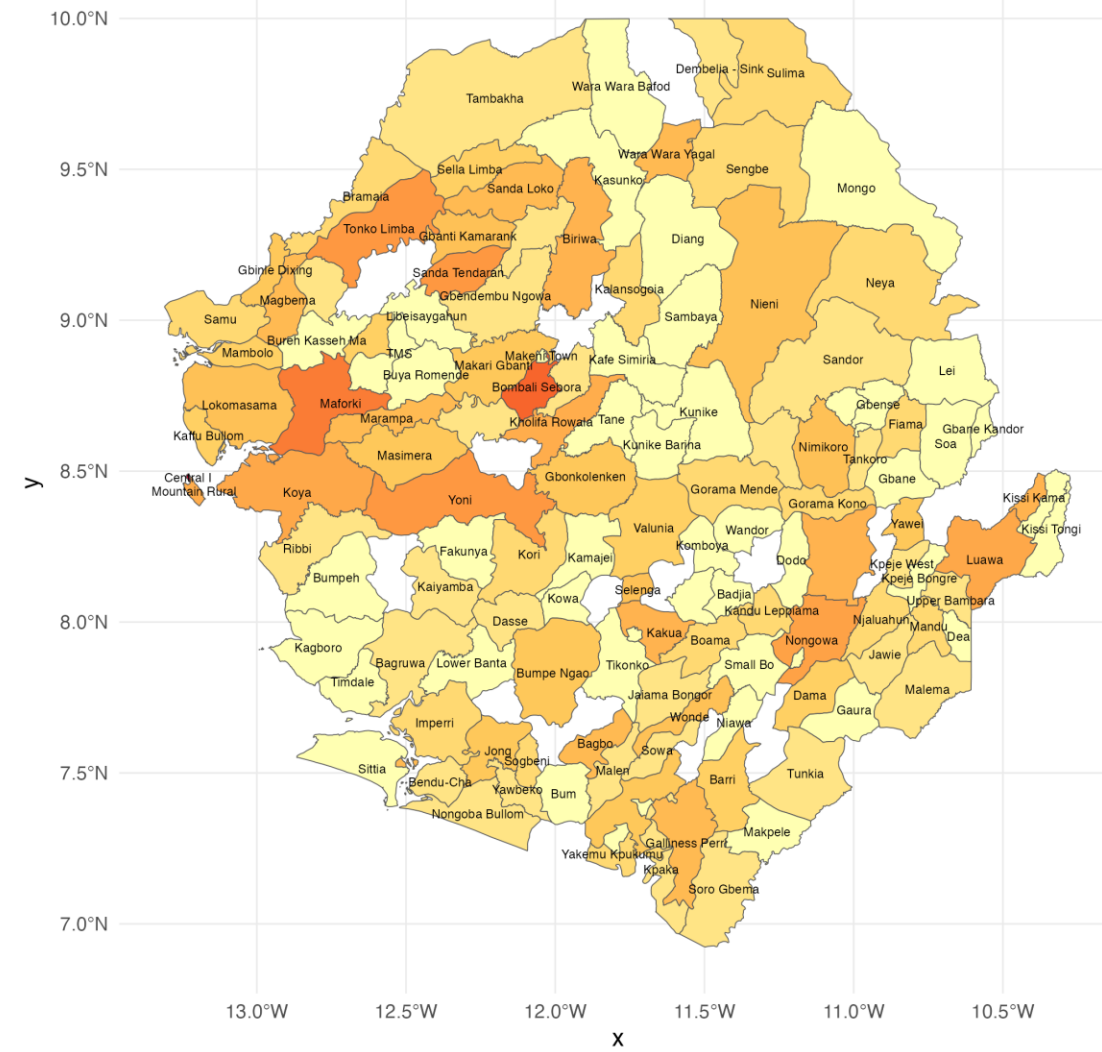 10.0°N
Dembelia - Sink
Sulima
Wara Wara Bafod
Tambakha
9.5°N
Wara Wara Yagal
Sella Limba
Sengbe
Kasunko
Sanda Loko
Mongo
Bramaia
Tonko Limba
Gbanti Kamarank
Biriwa
Diang
Gbinle Dixing
Sanda Tendaran
Neya
Kalansogoia
Gbendembu Ngowa
Magbema
Nieni
9.0°N
Samu
Libeisaygahun
Sambaya
Bureh Kasseh Ma
Mambolo
TMS
Makeni Town
Kafe Simiria
Sandor
Makari Gbanti
Buya Romende
Lei
Bombali Sebora
Lokomasama
Maforki
Gbense
Kunike
Marampa
Kholifa Rowala
Tane
Fiama
Gbane Kandor
Kaffu Bullom
Kunike Barina
Soa
Nimikoro
Masimera
Tankoro
8.5°N
Central I
Gbonkolenken
Gbane
Mountain Rural
Koya
Gorama Mende
Yoni
Gorama Kono
Kissi Kama
Valunia
Wandor
Yawei
Kissi Tongi
Ribbi
Fakunya
Kori
Kamajei
Komboya
Dodo
Luawa
Bumpeh
Kpeje West
Kpeje Bongre
Kaiyamba
Selenga
Badjia
Kowa
Upper Bambara
Kandu Leppiama
8.0°N
Dasse
Njaluahun
Kakua
Mandu
Boama
Nongowa
Dea
Kagboro
Jawie
Bagruwa
Lower Banta
Tikonko
Small Bo
Bumpe Ngao
Timdale
Jaiama Bongor
Dama
Malema
Gaura
Imperri
Wonde
Niawa
Bagbo
Jong
Sowa
7.5°N
Sogbeni
Sittia
Malen
Tunkia
Bendu-Cha
Barri
Yawbeko
Bum
Nongoba Bullom
Makpele
Galliness Perri
Yakemu Kpukumu
Kpaka
Soro Gbema
7.0°N
13.0°W
12.5°W
12.0°W
11.5°W
11.0°W
10.5°W
x
y